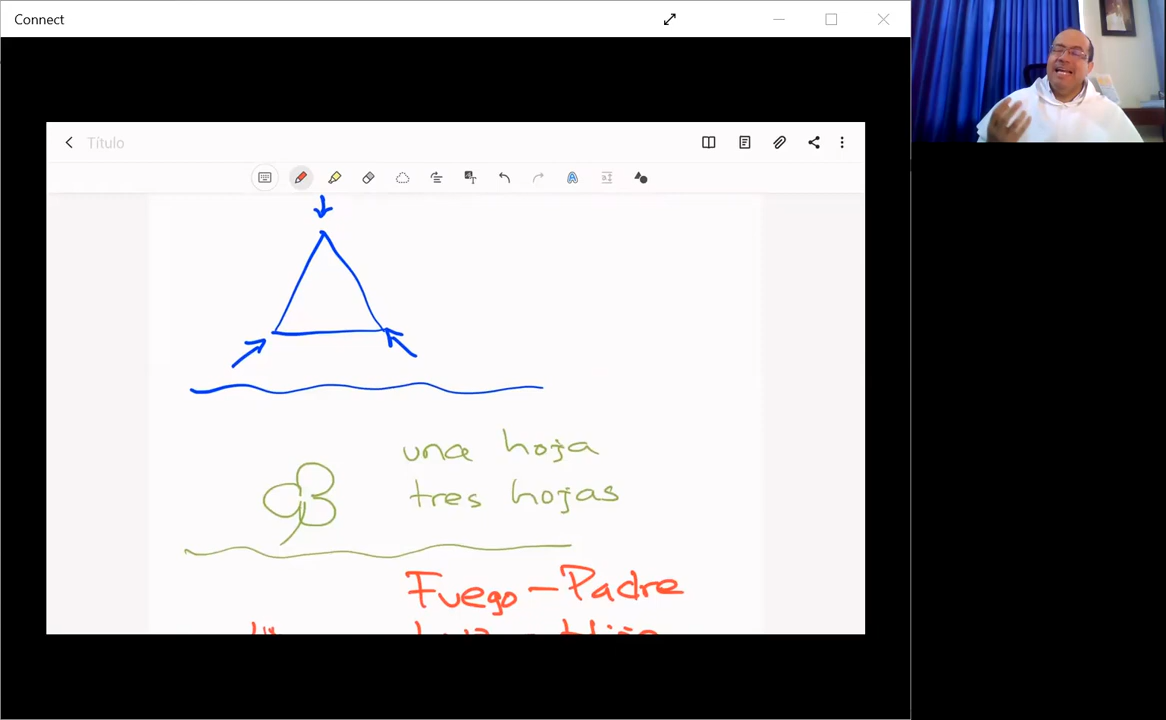 Connect
Título
una hoja
tres hojas
Fuego - Padre